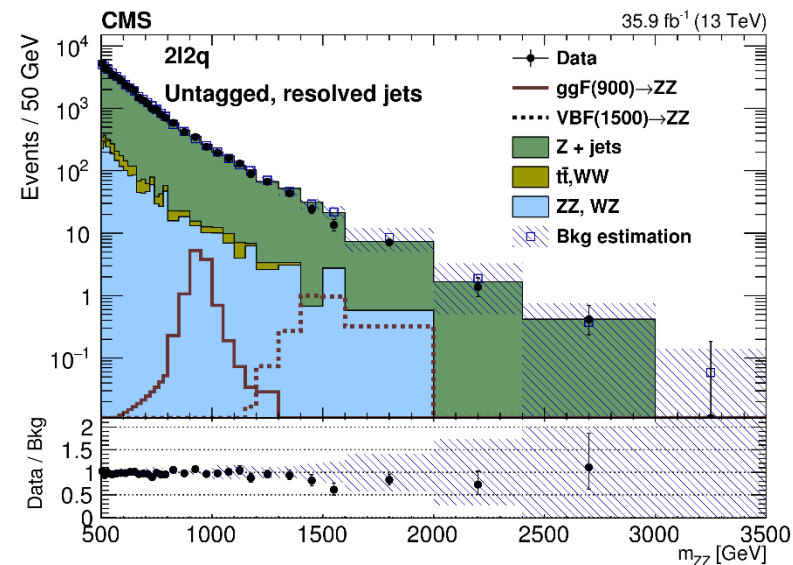 CMS
35.9 fb⁻¹ (13 TeV)
2l2q
Untagged, resolved jets
Data
ggF(900)→ZZ
VBF(1500)→ZZ
Z + jets
tt̄,WW
ZZ, WZ
Bkg estimation
Events / 50 GeV
10⁴
10³
10²
10
1
10⁻¹
Data / Bkg
2
1.5
1
0.5
0
500
1000
1500
2000
2500
3000
3500
m_ZZ [GeV]